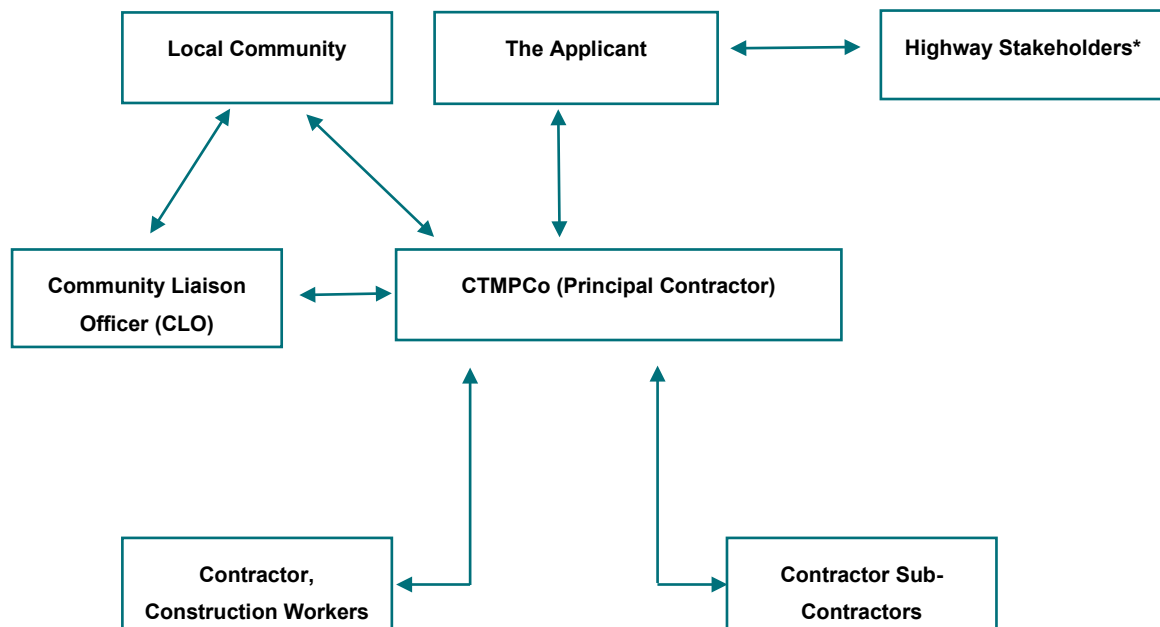 Local Community
The Applicant
Highway Stakeholders*
Community Liaison
Officer (CLO)
CTMPCo (Principal Contractor)
Contractor,
Construction Workers
Contractor Sub-
Contractors